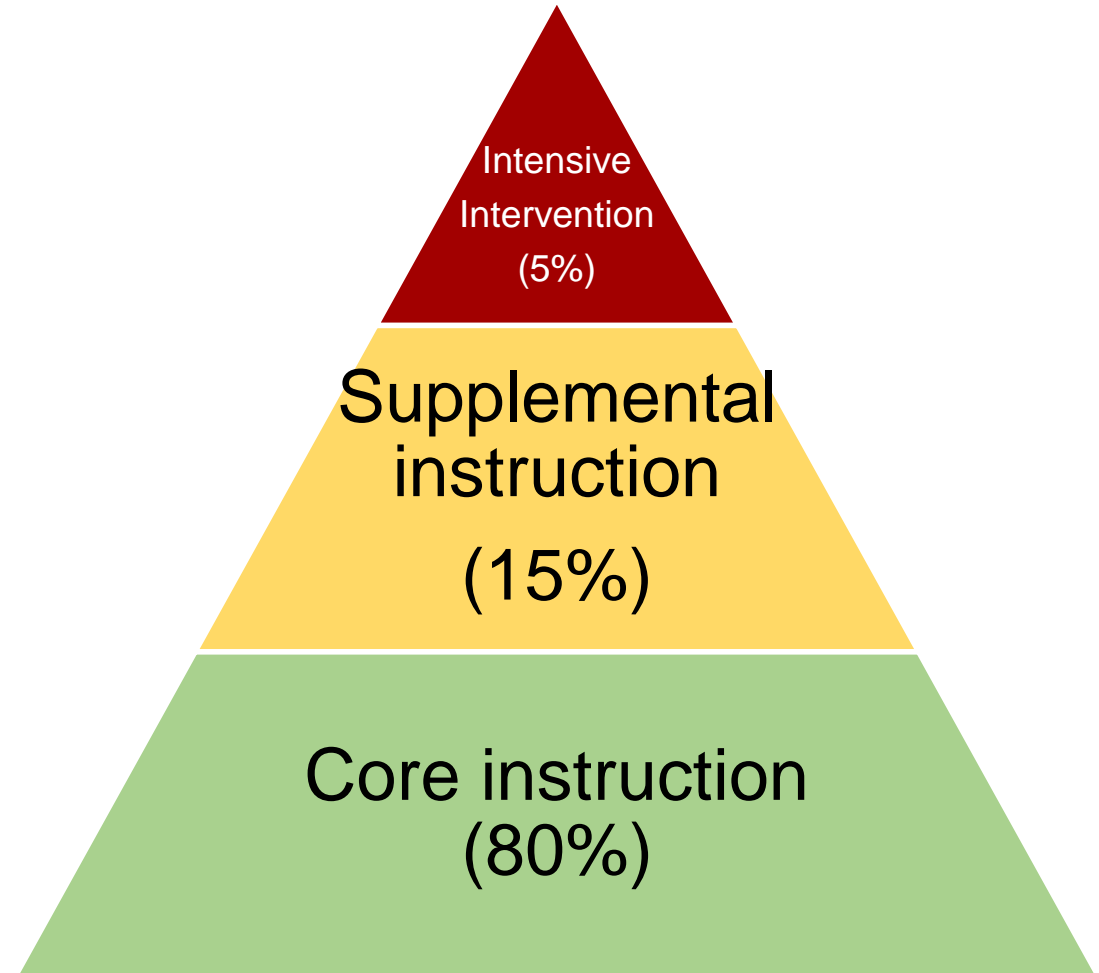 Intensive
Intervention
(5%)
Supplemental
instruction
(15%)
Core instruction
(80%)